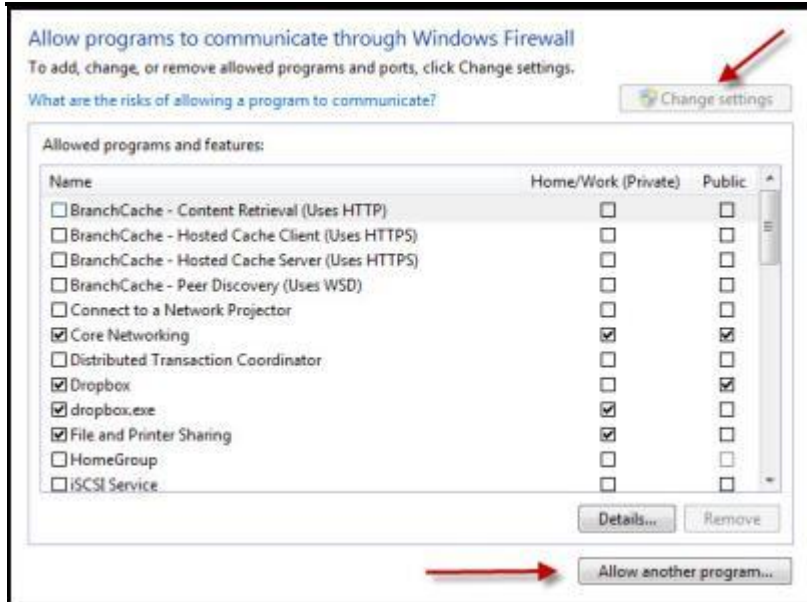 Allow programs to communicate through Windows Firewall
To add, change, or remove allowed programs and ports, click Change settings.
What are the risks of allowing a program to communicate?
Change settings
Allowed programs and features:
Name Home/Work (Private) Public
BranchCache - Content Retrieval (Uses HTTP)
BranchCache - Hosted Cache Client (Uses HTTPS)
BranchCache - Hosted Cache Server (Uses HTTPS)
BranchCache - Peer Discovery (Uses WSD)
Connect to a Network Projector
Core Networking
Distributed Transaction Coordinator
Dropbox
dropbox.exe
File and Printer Sharing
HomeGroup
iSCSI Service
Details... Remove
Allow another program...